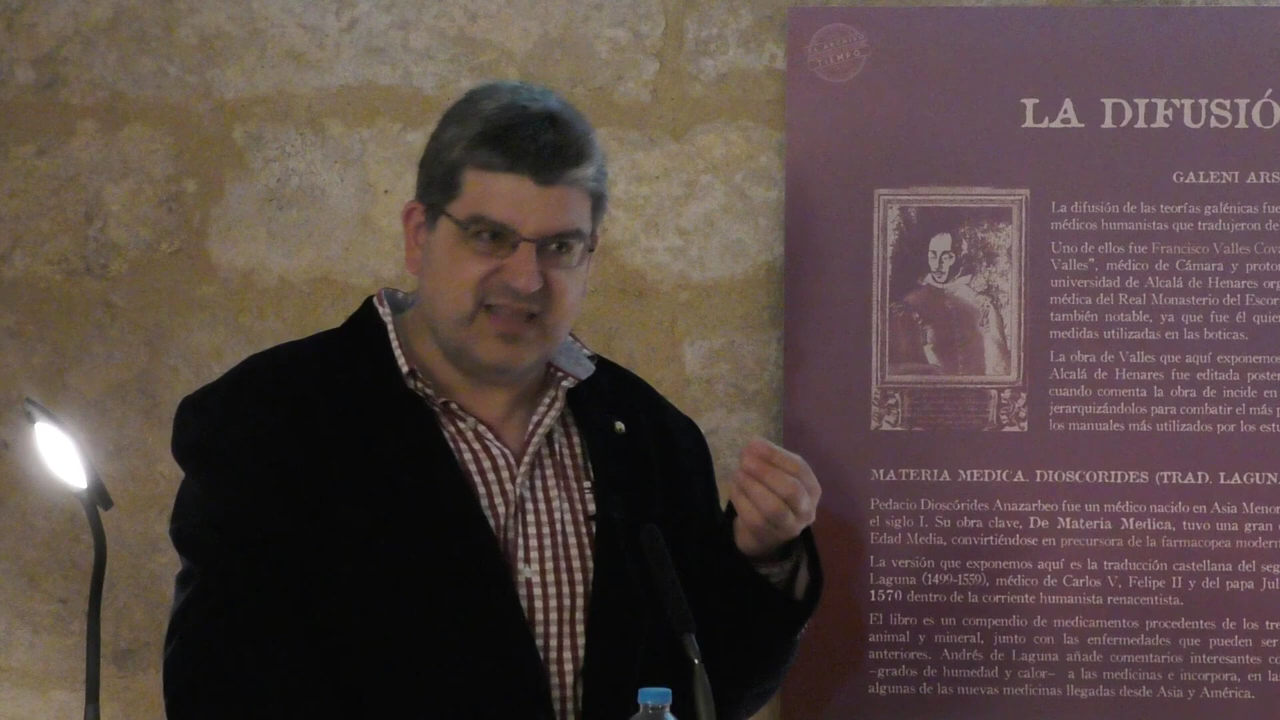 EL ARCHIVO
TIEMPO
LA DIFUSIÓ
GALENI ARS
La difusión de las teorías galénicas fue
médicos humanistas que tradujeron de
Uno de ellos fue Francisco Valles Cov
Valles", médico de Cámara y proto
universidad de Alcalá de Henares org
médica del Real Monasterio del Escor
también notable, ya que fue él quien
medidas utilizadas en las boticas.
La obra de Valles que aquí exponemos
Alcalá de Henares fue editada poster
cuando comenta la obra de incide en
jerarquizándolos para combatir el más
los manuales más utilizados por los estu
MATERIA MEDICA. DIOSCORIDES (TRAD. LAGUNA
Pedacio Dioscórides Anazarbeo fue un médico nacido en Asia Menor
el siglo I. Su obra clave, De Materia Medica, tuvo una gran
Edad Media, convirtiéndose en precursora de la farmacopea modern
La versión que exponemos aquí es la traducción castellana del seg
Laguna (1499-1559), médico de Carlos V, Felipe II y del papa Jul
1570 dentro de la corriente humanista renacentista.
El libro es un compendio de medicamentos procedentes de los tre
animal y mineral, junto con las enfermedades que pueden ser
anteriores. Andrés de Laguna añade comentarios interesantes co
–grados de humedad y calor– a las medicinas e incorpora, en las
algunas de las nuevas medicinas llegadas desde Asia y América.